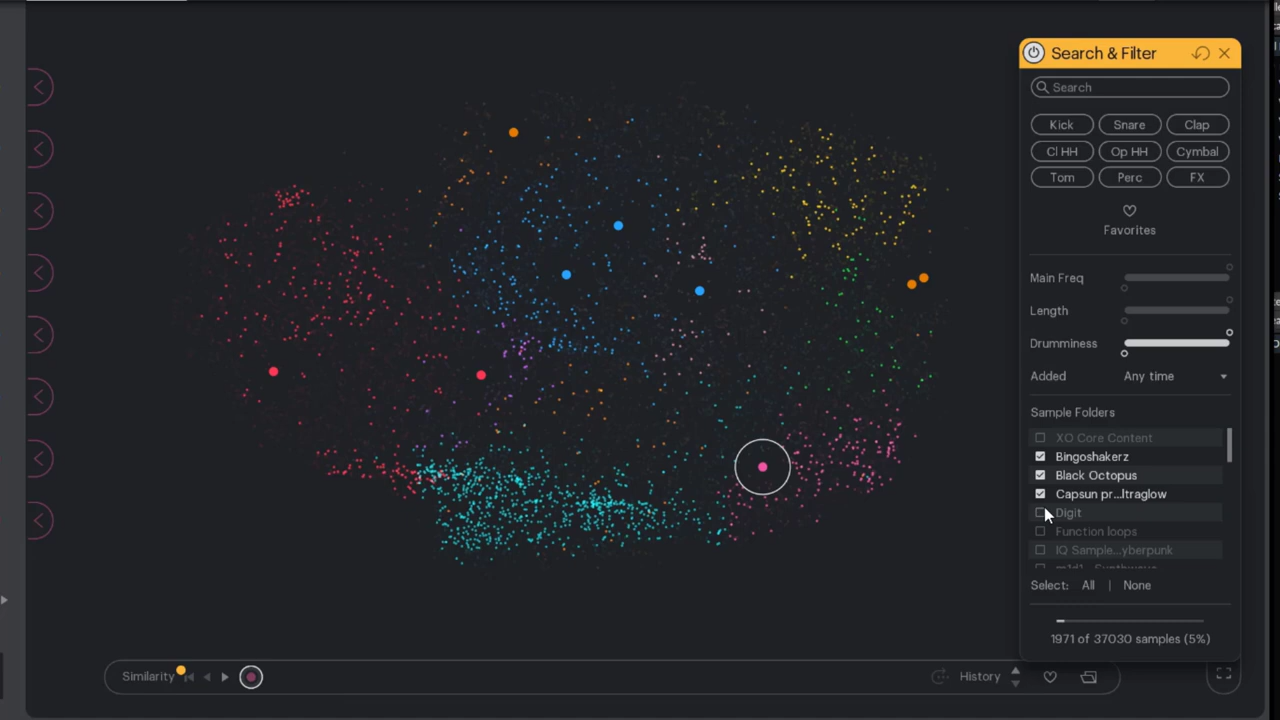 Search & Filter
Search
Kick Snare Clap
Cl HH Op HH Cymbal
Tom Perc FX
Favorites
Main Freq
Length
Drumminess
Added Any time
Sample Folders
XO Core Content
Bingoshakerz
Black Octopus
Capsun pr...ltraglow
Digit
Function loops
IQ Sample...yberpunk
Select: All | None
1971 of 37030 samples (5%)
Similarity History